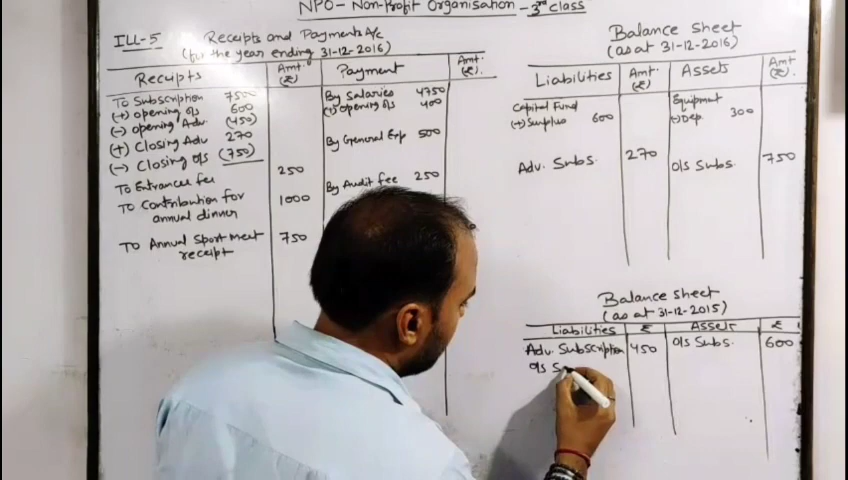 NPO - Non-Profit Organisation - 3rd class
ILL-5 Receipts and Payments A/c
(for the year ending 31-12-2016)
Receipts Amt. (₹) Payment Amt. (₹).
To Subscription 7500
(+) opening o/s 600
(-) opening Adv. (450)
(+) Closing Adv 270
(-) Closing o/s (750)
To Entrance fee 250
To Contribution for annual dinner 1000
To Annual Sport meet receipt 750
By Salaries 4750
(+) opening o/s 400
By General Exp 500
By Audit Fee 250
Balance Sheet
(as at 31-12-2016)
Liabilities Amt. (₹) Assets Amt (₹).
Capital Fund Equipment
(+) Surplus 600 (-) Dep. 300
Adv. Subs. 270 o/s Subs. 750
Balance Sheet
(as at 31-12-2015)
Liabilities ₹ Assets ₹
Adv. Subscription 450 o/s Subs. 600
o/s S